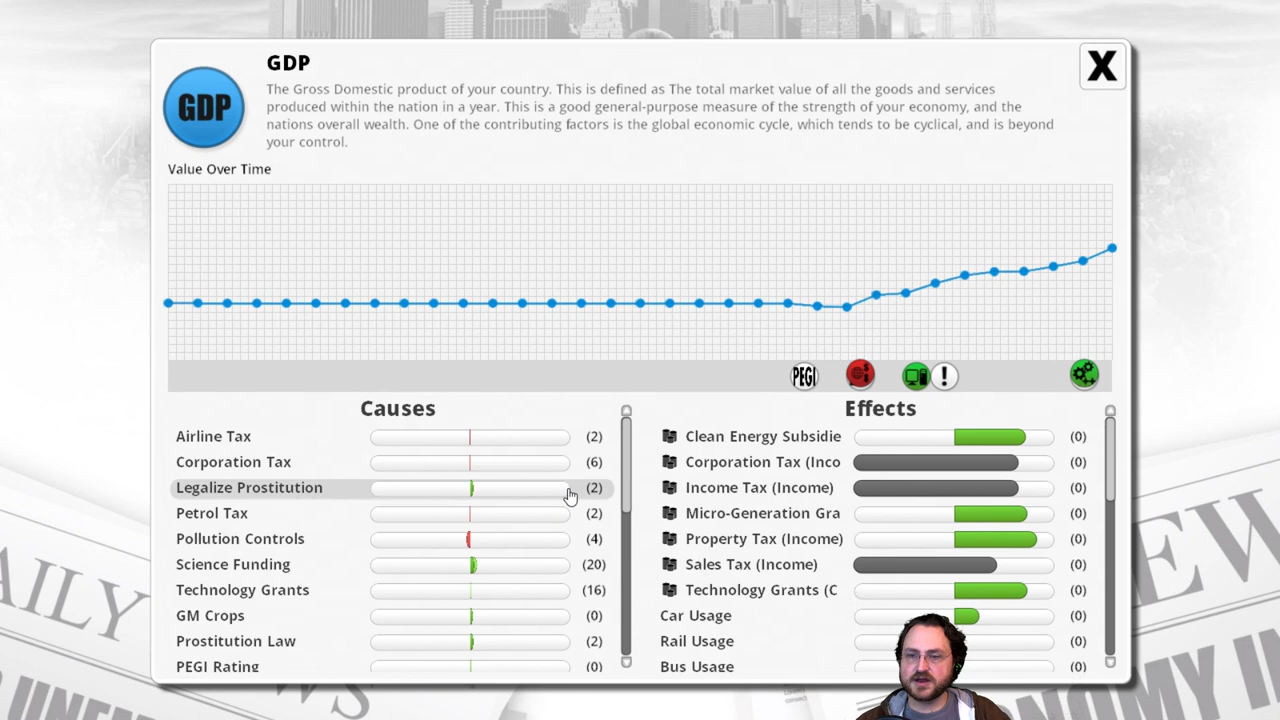 GDP
X
GDP
The Gross Domestic product of your country. This is defined as The total market value of all the goods and services
produced within the nation in a year. This is a good general-purpose measure of the strength of your economy, and the
nations overall wealth. One of the contributing factors is the global economic cycle, which tends to be cyclical, and is beyond
your control.
Value Over Time
PEGI
!
Causes
Airline Tax (2)
Corporation Tax (6)
Legalize Prostitution (2)
Petrol Tax (2)
Pollution Controls (4)
Science Funding (20)
Technology Grants (16)
GM Crops (0)
Prostitution Law (2)
PEGI Rating (0)
Effects
Clean Energy Subsidie (0)
Corporation Tax (Inco (0)
Income Tax (Income) (0)
Micro-Generation Gra (0)
Property Tax (Income) (0)
Sales Tax (Income) (0)
Technology Grants (C (0)
Car Usage (0)
Rail Usage (0)
Bus Usage (0)
AILY
NEW